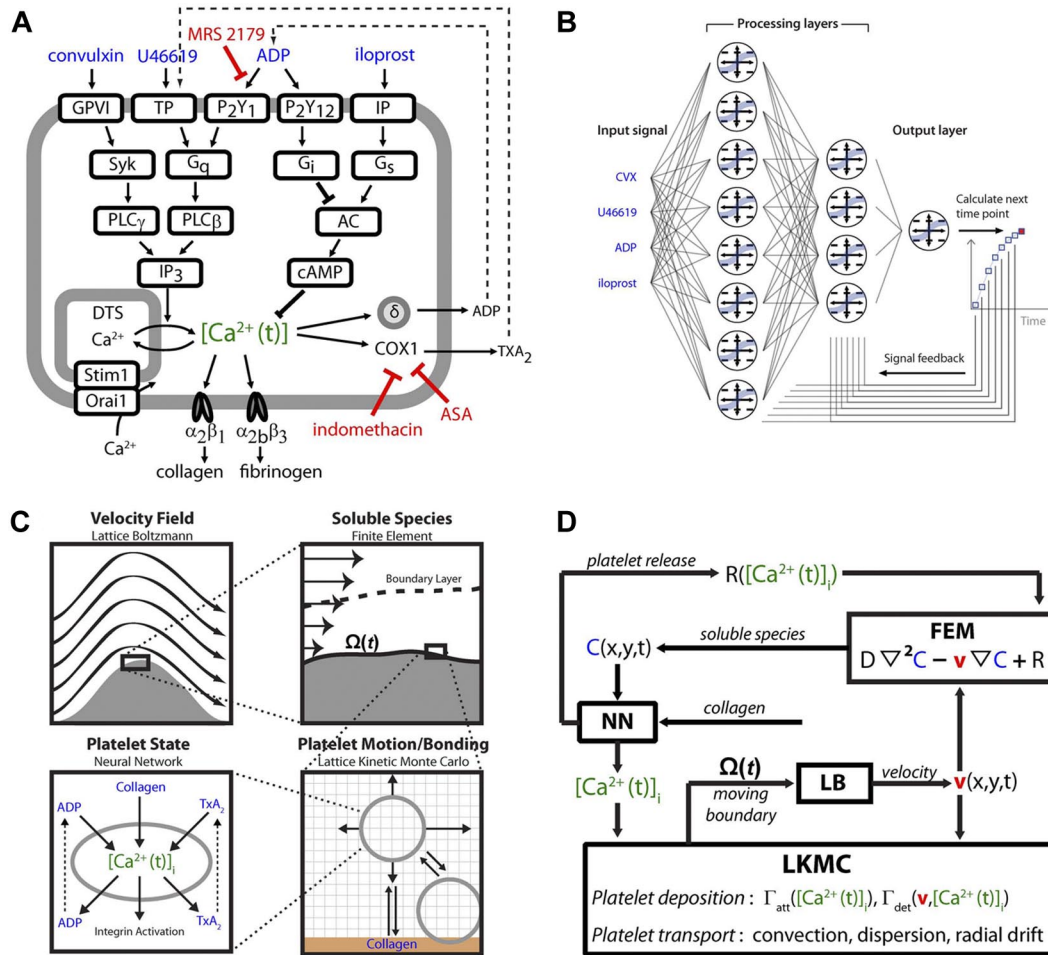 A
MRS 2179
convulxin U46619 ADP iloprost
GPVI TP P2Y1 P2Y12 IP
Syk Gq Gi Gs
PLCγ PLCβ AC
IP3 cAMP
DTS
Ca2+ [Ca2+(t)] δ ADP
COX1 TXA2
Stim1
Orai1
Ca2+
α2β1 α2bβ3 indomethacin ASA
collagen fibrinogen
B
Processing layers
Input signal Output layer
CVX
U46619
ADP
iloprost
Calculate next
time point
Time
Signal feedback
C
Velocity Field
Lattice Boltzmann
Soluble Species
Finite Element
Boundary Layer
Ω(t)
Platelet State
Neural Network
Collagen
ADP TxA2
[Ca2+(t)]i
ADP TxA2
Integrin Activation
Platelet Motion/Bonding
Lattice Kinetic Monte Carlo
Collagen
D
platelet release R([Ca2+(t)]i)
FEM
D ▽2C − v ▽C + R
soluble species
C(x,y,t)
NN collagen
[Ca2+(t)]i
Ω(t)
moving
boundary
LB velocity v(x,y,t)
LKMC
Platelet deposition : Γatt([Ca2+(t)]i), Γdet(v,[Ca2+(t)]i)
Platelet transport : convection, dispersion, radial drift